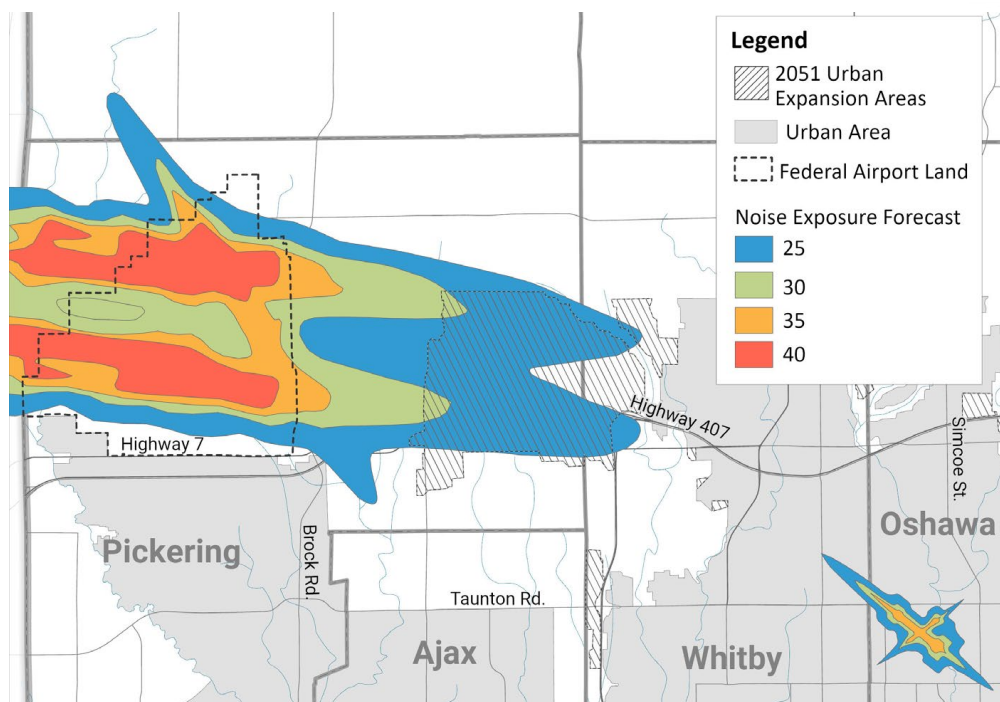 Legend
2051 Urban
Expansion Areas
Urban Area
Federal Airport Land
Noise Exposure Forecast
25
30
35
40
Highway 407
Highway 7
Simcoe St.
Oshawa
Pickering
Brock Rd.
Taunton Rd.
Ajax
Whitby